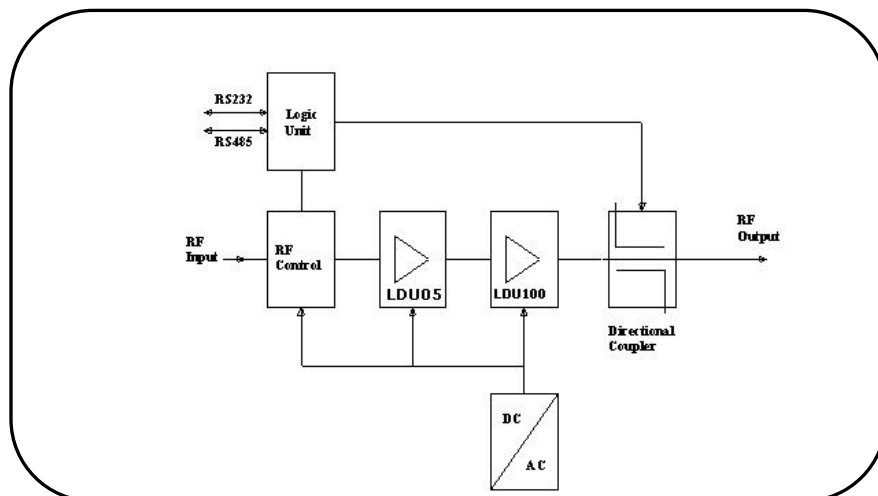 RS232
RS485
Logic
Unit
RF
Input
RF
Control
LDU05
LDU100
RF
Output
Directional
Coupler
DC
AC